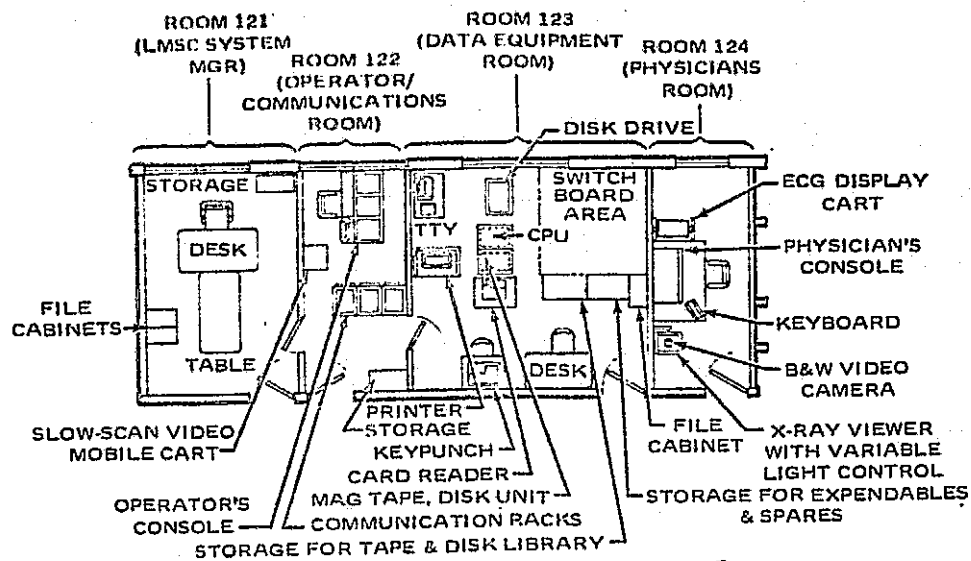 ROOM 121
(LMSC SYSTEM
MGR)
ROOM 122
(OPERATOR/
COMMUNICATIONS
ROOM)
ROOM 123
(DATA EQUIPMENT
ROOM)
ROOM 124
(PHYSICIANS
ROOM)
DISK DRIVE
STORAGE
DESK
TABLE
FILE
CABINETS
TTY
CPU
SWITCH
BOARD
AREA
DESK
ECG DISPLAY
CART
PHYSICIAN'S
CONSOLE
KEYBOARD
B&W VIDEO
CAMERA
X-RAY VIEWER
WITH VARIABLE
LIGHT CONTROL
FILE
CABINET
STORAGE FOR EXPENDABLES
& SPARES
SLOW-SCAN VIDEO
MOBILE CART
PRINTER
STORAGE
KEYPUNCH
CARD READER
MAG TAPE, DISK UNIT
OPERATOR'S
CONSOLE
COMMUNICATION RACKS
STORAGE FOR TAPE & DISK LIBRARY